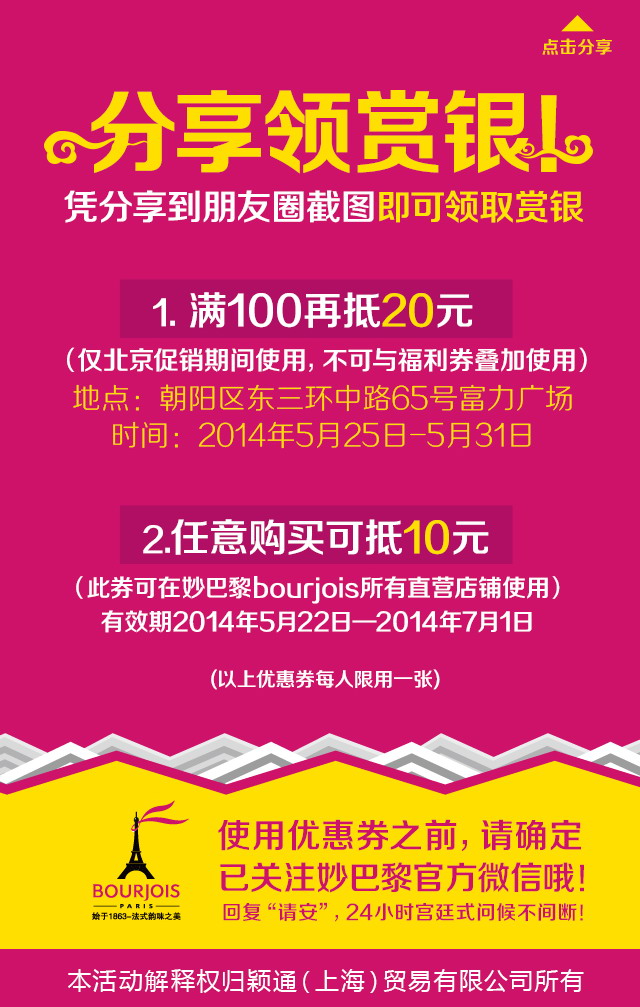 点击分享
分享领赏银!
凭分享到朋友圈截图即可领取赏银
1. 满100再抵20元
(仅北京促销期间使用, 不可与福利券叠加使用)
地点：朝阳区东三环中路65号富力广场
时间：2014年5月25日-5月31日
2.任意购买可抵10元
(此券可在妙巴黎bourjois所有直营店铺使用)
有效期2014年5月22日—2014年7月1日
(以上优惠券每人限用一张)
使用优惠券之前, 请确定
已关注妙巴黎官方微信哦!
回复“请安”, 24小时宫廷式问候不间断!
BOURJOIS
PARIS
始于1863-法式韵味之美
本活动解释权归颖通(上海)贸易有限公司所有